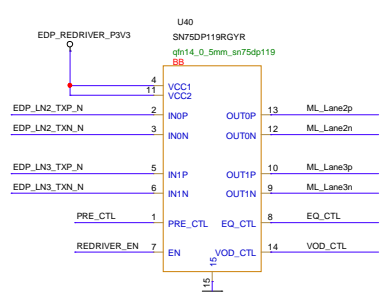 U40
EDP_REDRIVER_P3V3
SN75DP119RGYR
qfn14_0_5mm_sn75dp119
BB
4 VCC1
11 VCC2
EDP_LN2_TXP_N 2 IN0P OUT0P 13 ML_Lane2p
EDP_LN2_TXN_N 3 IN0N OUT0N 12 ML_Lane2n
EDP_LN3_TXP_N 5 IN1P OUT1P 10 ML_Lane3p
EDP_LN3_TXN_N 6 IN1N OUT1N 9 ML_Lane3n
PRE_CTL 1 PRE_CTL EQ_CTL 8 EQ_CTL
REDRIVER_EN 7 EN VOD_CTL 14 VOD_CTL
15
15